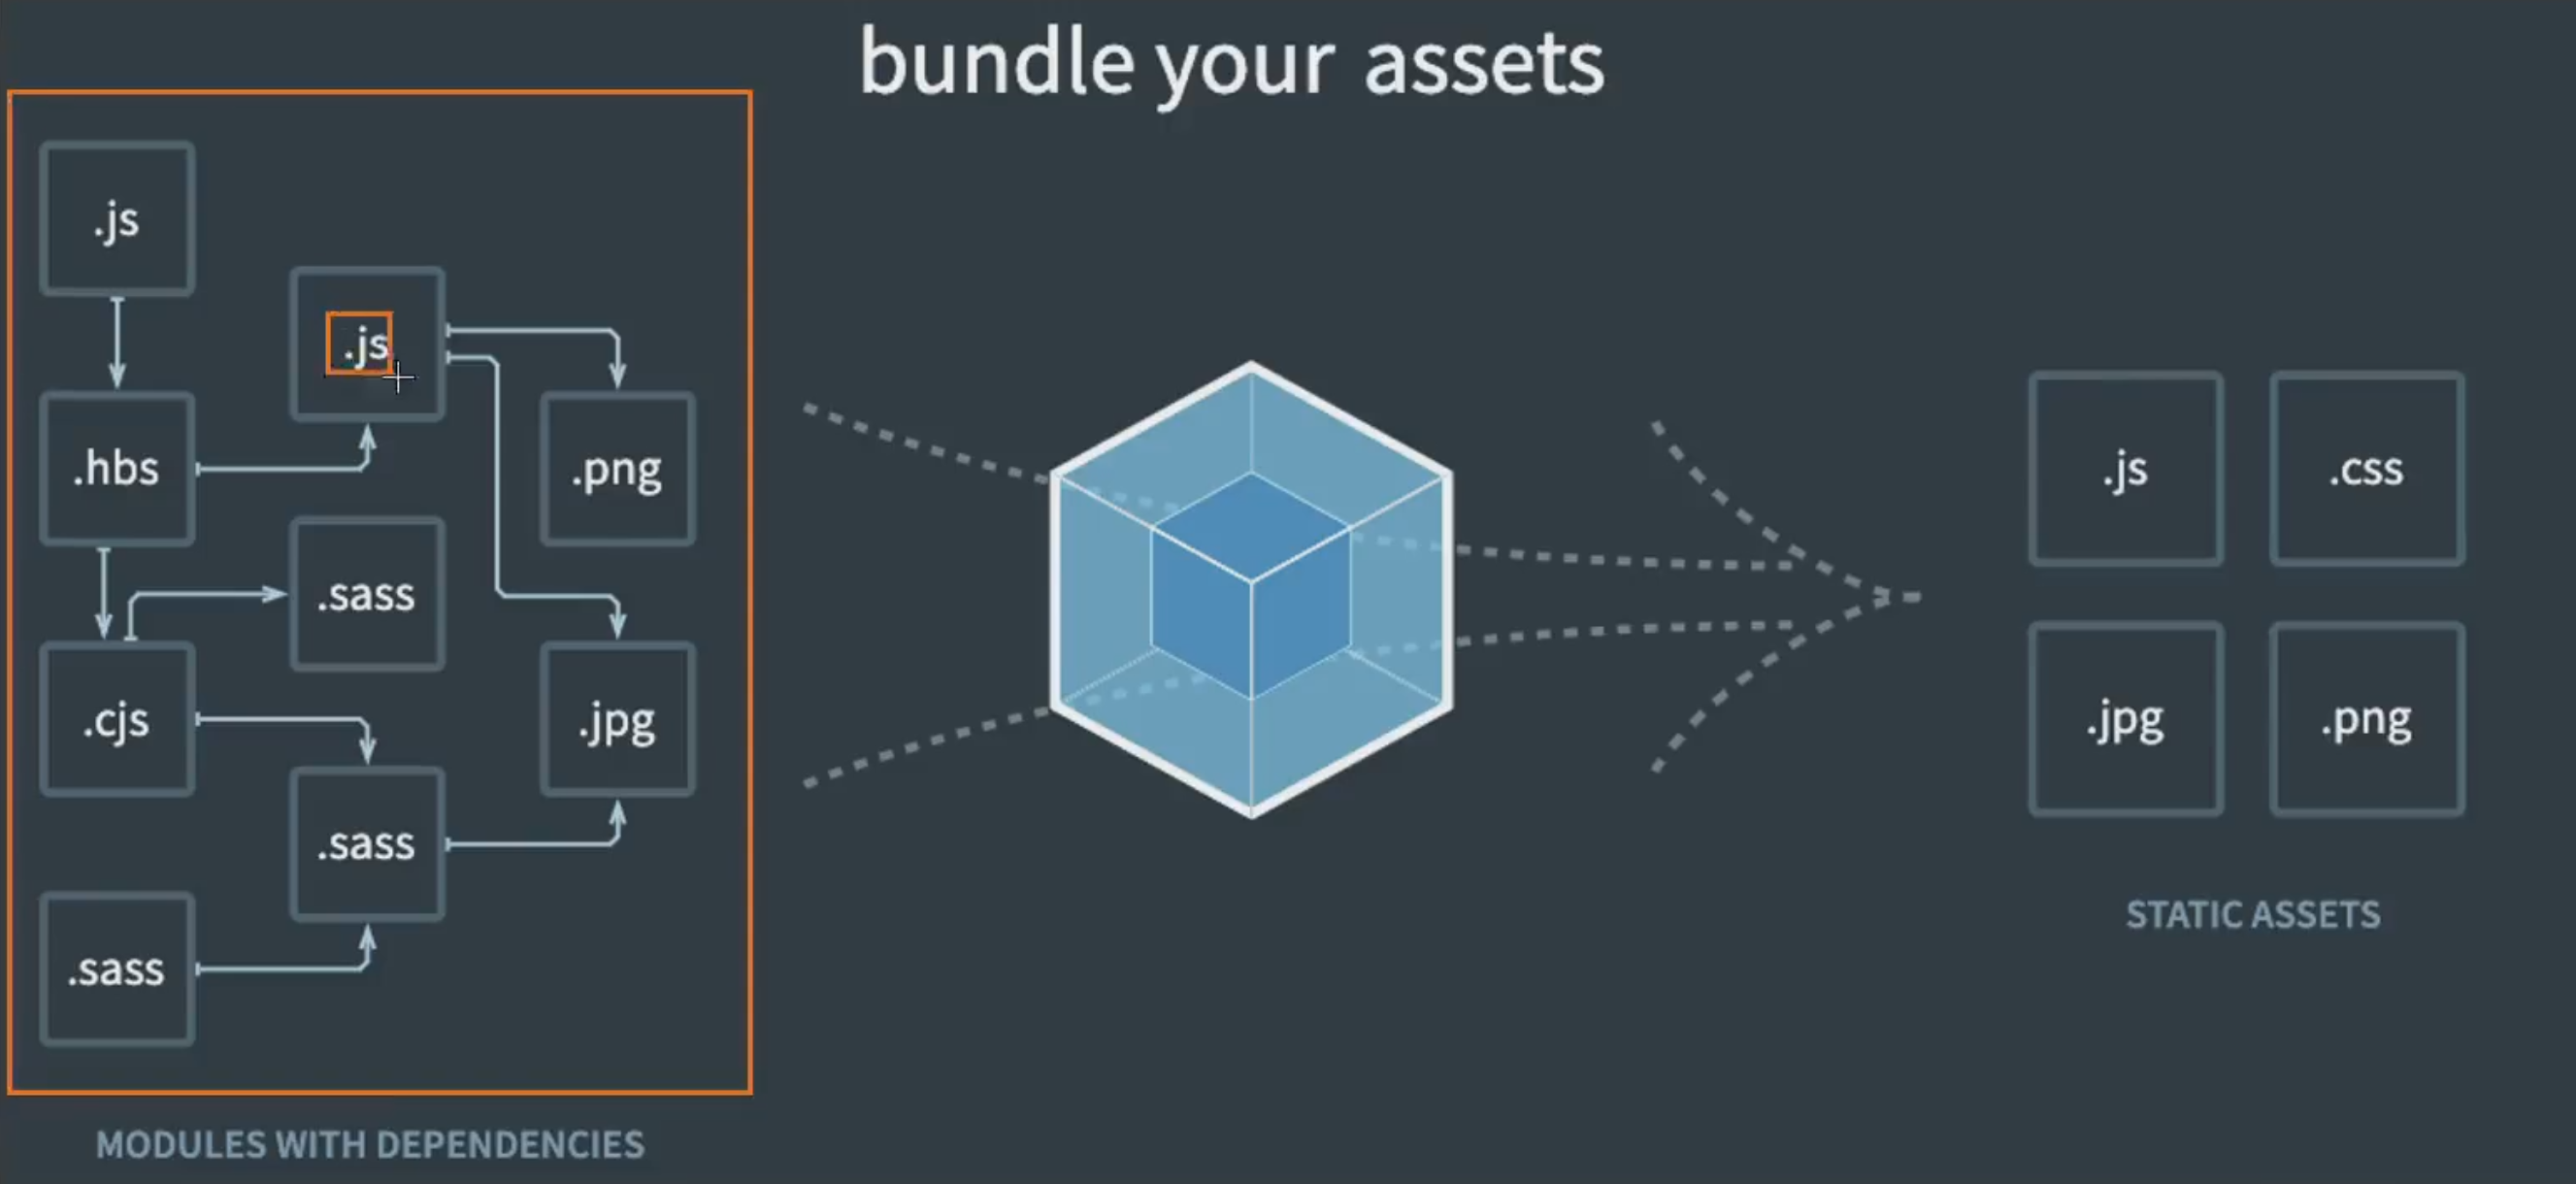 bundle your assets
.js
.js
.hbs
.png
.sass
.cjs
.jpg
.sass
.sass
MODULES WITH DEPENDENCIES
.js
.css
.jpg
.png
STATIC ASSETS